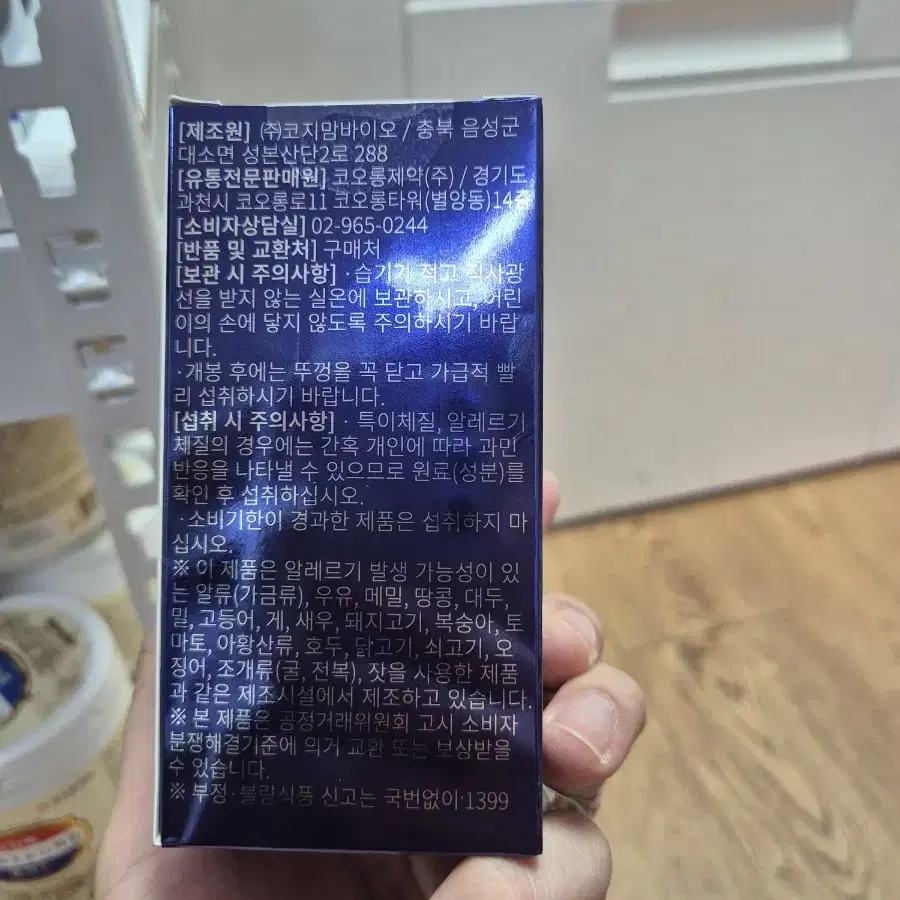 [제조원] ㈜코지맘바이오 / 충북 음성군
대소면 성본산단2로 288
[유통전문판매원] 코오롱제약(주) / 경기도
과천시 코오롱로11 코오롱타워(별양동)14층
[소비자상담실] 02-965-0244
[반품 및 교환처] 구매처
[보관 시 주의사항] · 습기가 적고 직사광
선을 받지 않는 실온에 보관하시고, 어린
이의 손에 닿지 않도록 주의하시기 바랍
니다.
· 개봉 후에는 뚜껑을 꼭 닫고 가급적 빨
리 섭취하시기 바랍니다.
[섭취 시 주의사항] · 특이체질, 알레르기
체질의 경우에는 간혹 개인에 따라 과민
반응을 나타낼 수 있으므로 원료(성분)를
확인 후 섭취하십시오.
· 소비기한이 경과한 제품은 섭취하지 마
십시오.
※ 이 제품은 알레르기 발생 가능성이 있
는 알류(가금류), 우유, 메밀, 땅콩, 대두,
밀, 고등어, 게, 새우, 돼지고기, 복숭아, 토
마토, 아황산류, 호두, 닭고기, 쇠고기, 오
징어, 조개류(굴, 전복), 잣을 사용한 제품
과 같은 제조시설에서 제조하고 있습니다.
※ 본 제품은 공정거래위원회 고시 소비자
분쟁해결기준에 의거 교환 또는 보상받을
수 있습니다.
※ 부정·불량식품 신고는 국번없이 1399